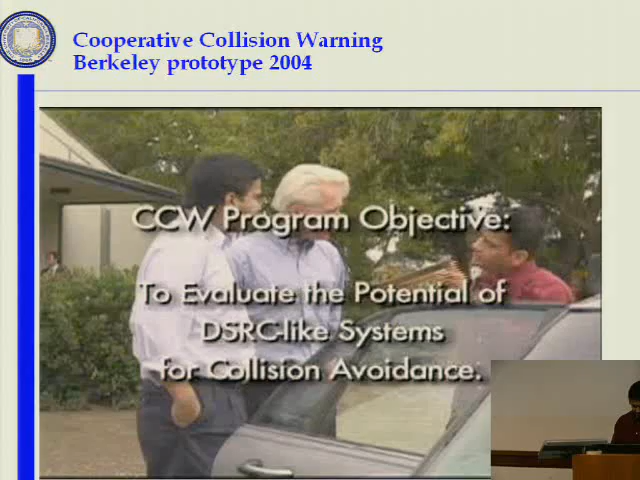 Cooperative Collision Warning
Berkeley prototype 2004
CCW Program Objective:
To Evaluate the Potential of
DSRC-like Systems
for Collision Avoidance.